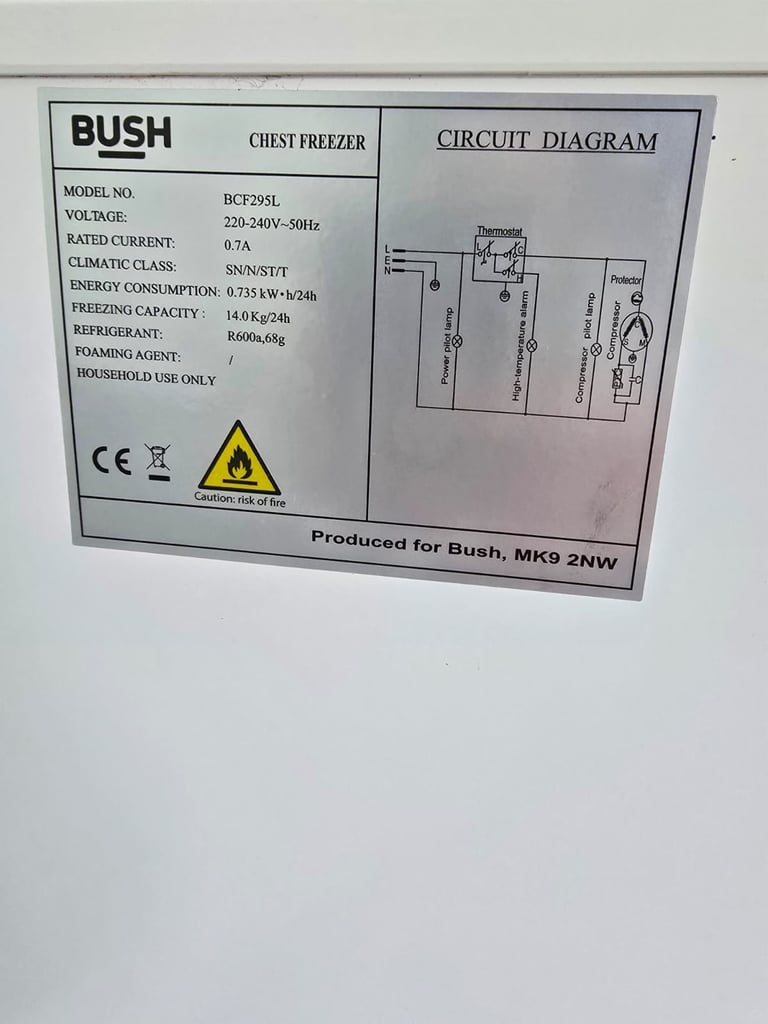 BUSH
CHEST FREEZER
MODEL NO. BCF295L
VOLTAGE: 220-240V~50Hz
RATED CURRENT: 0.7A
CLIMATIC CLASS: SN/N/ST/T
ENERGY CONSUMPTION: 0.735 kW•h/24h
FREEZING CAPACITY : 14.0 Kg/24h
REFRIGERANT: R600a,68g
FOAMING AGENT: /
HOUSEHOLD USE ONLY
CE
Caution: risk of fire
CIRCUIT DIAGRAM
Thermostat
L
E
N
L
C
H
Power pilot lamp
High-temperature alarm
Compressor pilot lamp
Compressor
Protector
C
S M
C
Produced for Bush, MK9 2NW